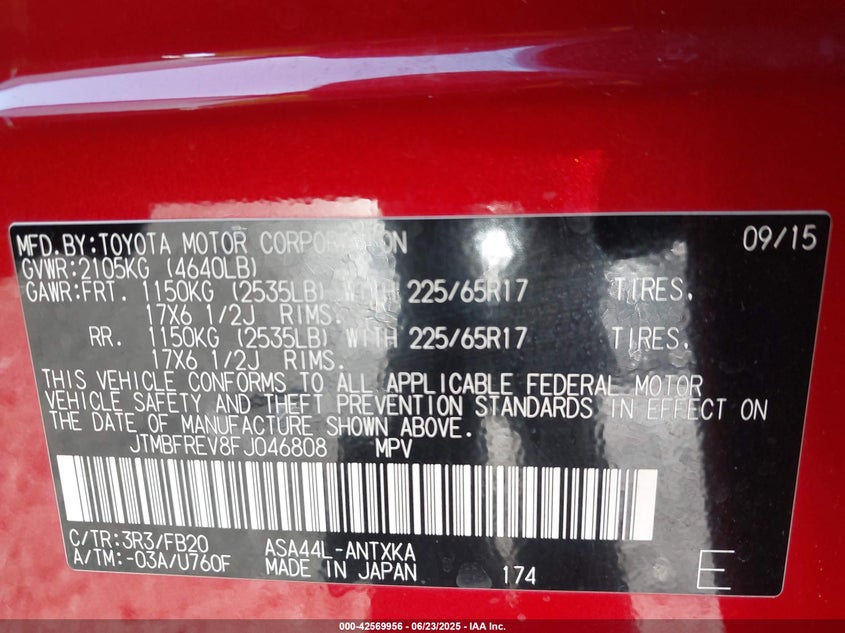 MFD.BY:TOYOTA MOTOR CORPORATION 09/15
GVWR:2105KG (4640LB)
GAWR:FRT. 1150KG (2535LB) WITH 225/65R17 TIRES.
17X6 1/2J RIMS.
RR. 1150KG (2535LB) WITH 225/65R17 TIRES.
17X6 1/2J RIMS.
THIS VEHICLE CONFORMS TO ALL APPLICABLE FEDERAL MOTOR
VEHICLE SAFETY AND THEFT PREVENTION STANDARDS IN EFFECT ON
THE DATE OF MANUFACTURE SHOWN ABOVE.
JTMBFREV8FJ046808 MPV
C/TR:3R3/FB20 ASA44L-ANTXKA
A/TM:-03A/U760F MADE IN JAPAN 174 E
000-42569956 - 06/23/2025 - IAA Inc.